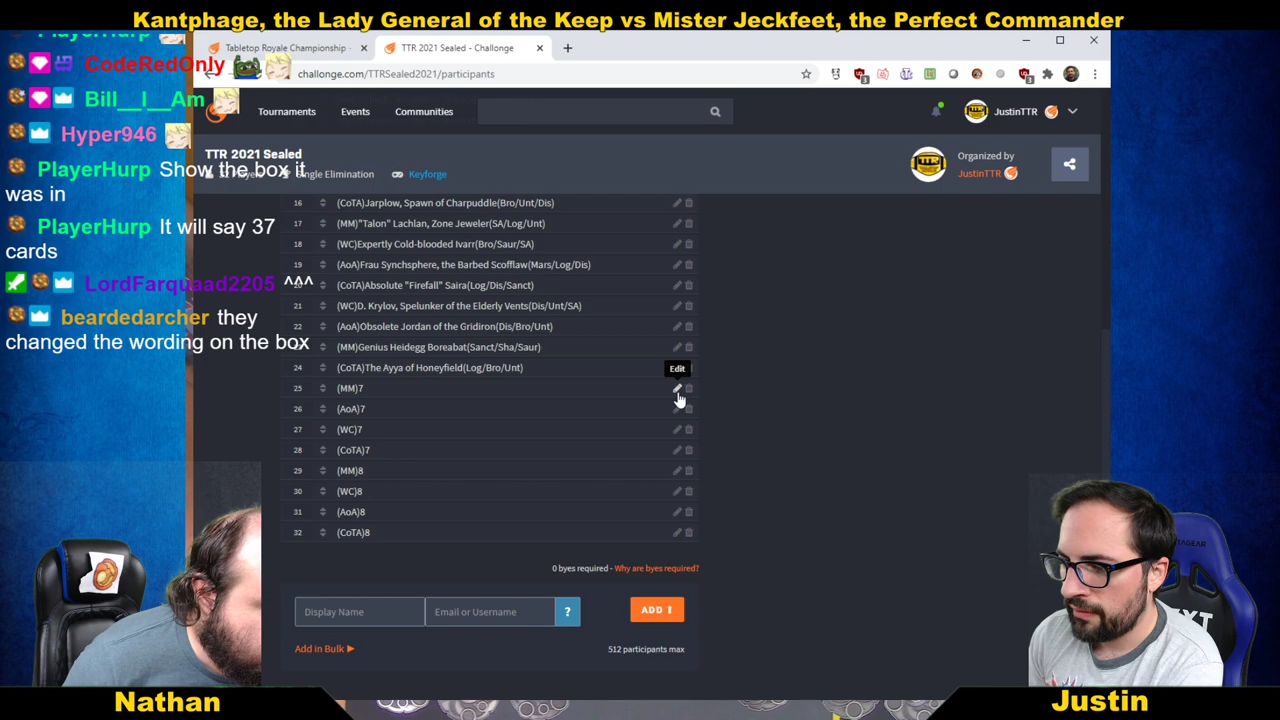 Kantphage, the Lady General of the Keep vs Mister Jeckfeet, the Perfect Commander
Tabletop Royale Championship -
TTR 2021 Sealed - Challonge
challonge.com/TTRSealed2021/participants
Tournaments
Events
Communities
JustinTTR
TTR 2021 Sealed
Single Elimination
Keyforge
Organized by
JustinTTR
PlayerHurp
CodeRedOnly
Bill__I__Am
Hyper946
PlayerHurp Show the box it
was in
PlayerHurp It will say 37
cards
LordFarquaad2205 ^^^
beardedarcher they
changed the wording on the box
16 (CoTA)Jarplow, Spawn of Charpuddle(Bro/Unt/Dis)
17 (MM)"Talon" Lachlan, Zone Jeweler(SA/Log/Unt)
18 (WC)Expertly Cold-blooded Ivarr(Bro/Saur/SA)
19 (AoA)Frau Synchsphere, the Barbed Scofflaw(Mars/Log/Dis)
20 (CoTA)Absolute "Firefall" Saira(Log/Dis/Sanct)
21 (WC)D. Krylov, Spelunker of the Elderly Vents(Dis/Unt/SA)
22 (AoA)Obsolete Jordan of the Gridiron(Dis/Bro/Unt)
23 (MM)Genius Heidegg Boreabat(Sanct/Sha/Saur)
24 (CoTA)The Ayya of Honeyfield(Log/Bro/Unt)
Edit
25 (MM)7
26 (AoA)7
27 (WC)7
28 (CoTA)7
29 (MM)8
30 (WC)8
31 (AoA)8
32 (CoTA)8
0 byes required - Why are byes required?
Display Name
Email or Username
?
ADD
Add in Bulk
512 participants max
Nathan
Justin